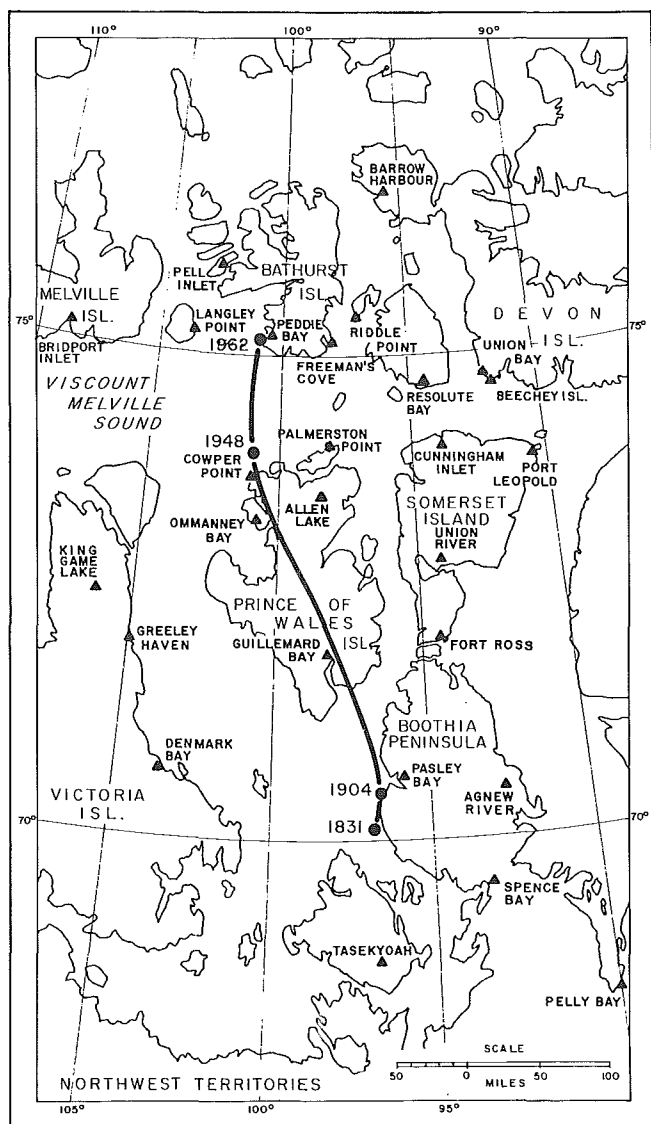 110°
100°
90°
BARROW
HARBOUR
PELL
INLET
BATHURST
ISL.
MELVILLE
ISL.
LANGLEY
POINT
PEDDIE
BAY
RIDDLE
POINT
DEVON
ISL.
75°
75°
BRIDPORT
INLET
1962
FREEMAN'S
COVE
UNION
BAY
RESOLUTE
BAY
BEECHEY ISL.
VISCOUNT
MELVILLE
SOUND
1948
COWPER
POINT
PALMERSTON
POINT
CUNNINGHAM
INLET
PORT
LEOPOLD
ALLEN
LAKE
SOMERSET
ISLAND
OMMANNEY
BAY
UNION
RIVER
KING
GAME
LAKE
PRINCE OF
WALES
ISL.
GREELEY
HAVEN
GUILLEMARD
BAY
FORT ROSS
BOOTHIA
PENINSULA
DENMARK
BAY
PASLEY
BAY
1904
AGNEW
RIVER
VICTORIA
ISL.
70°
70°
1831
SPENCE
BAY
TASEKYOAH
PELLY BAY
SCALE
50 0 50 100
MILES
NORTHWEST TERRITORIES
105°
100°
95°